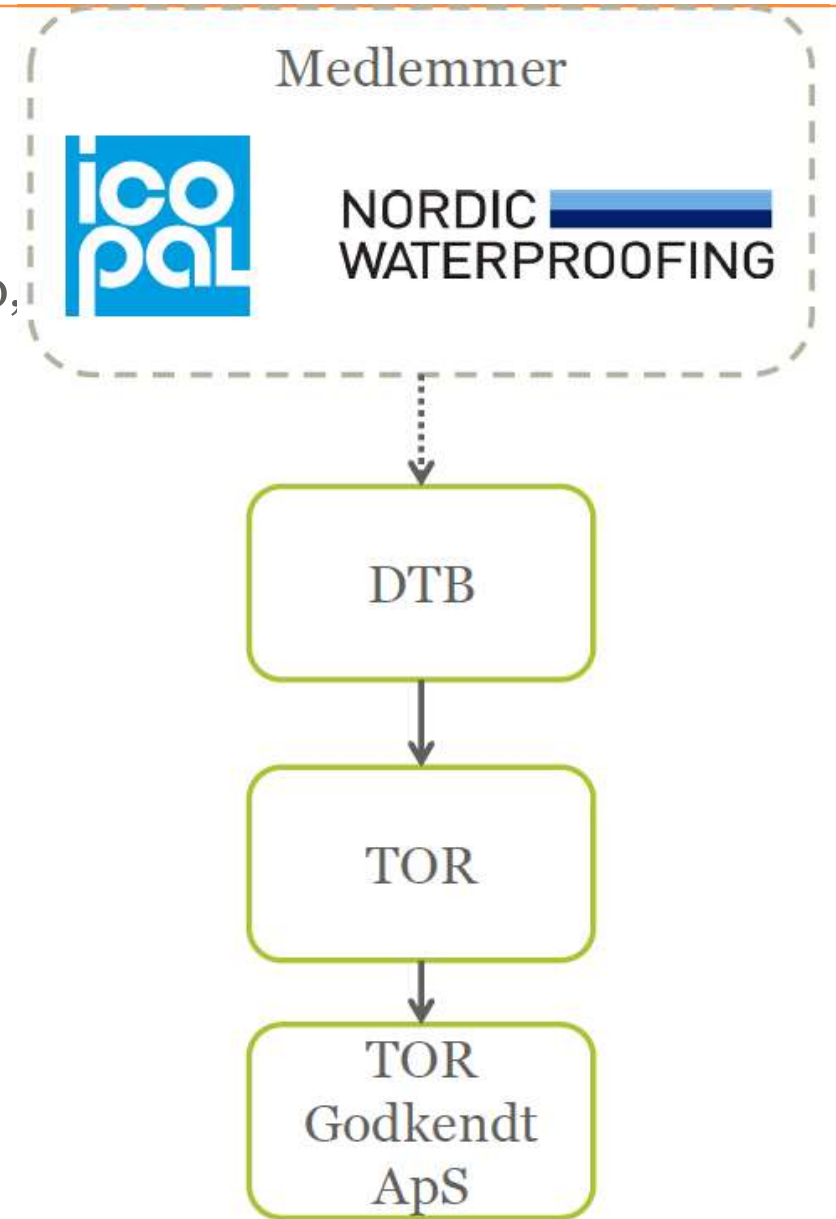 Medlemmer
ico
pal
NORDIC
WATERPROOFING
DTB
TOR
TOR
Godkendt
ApS